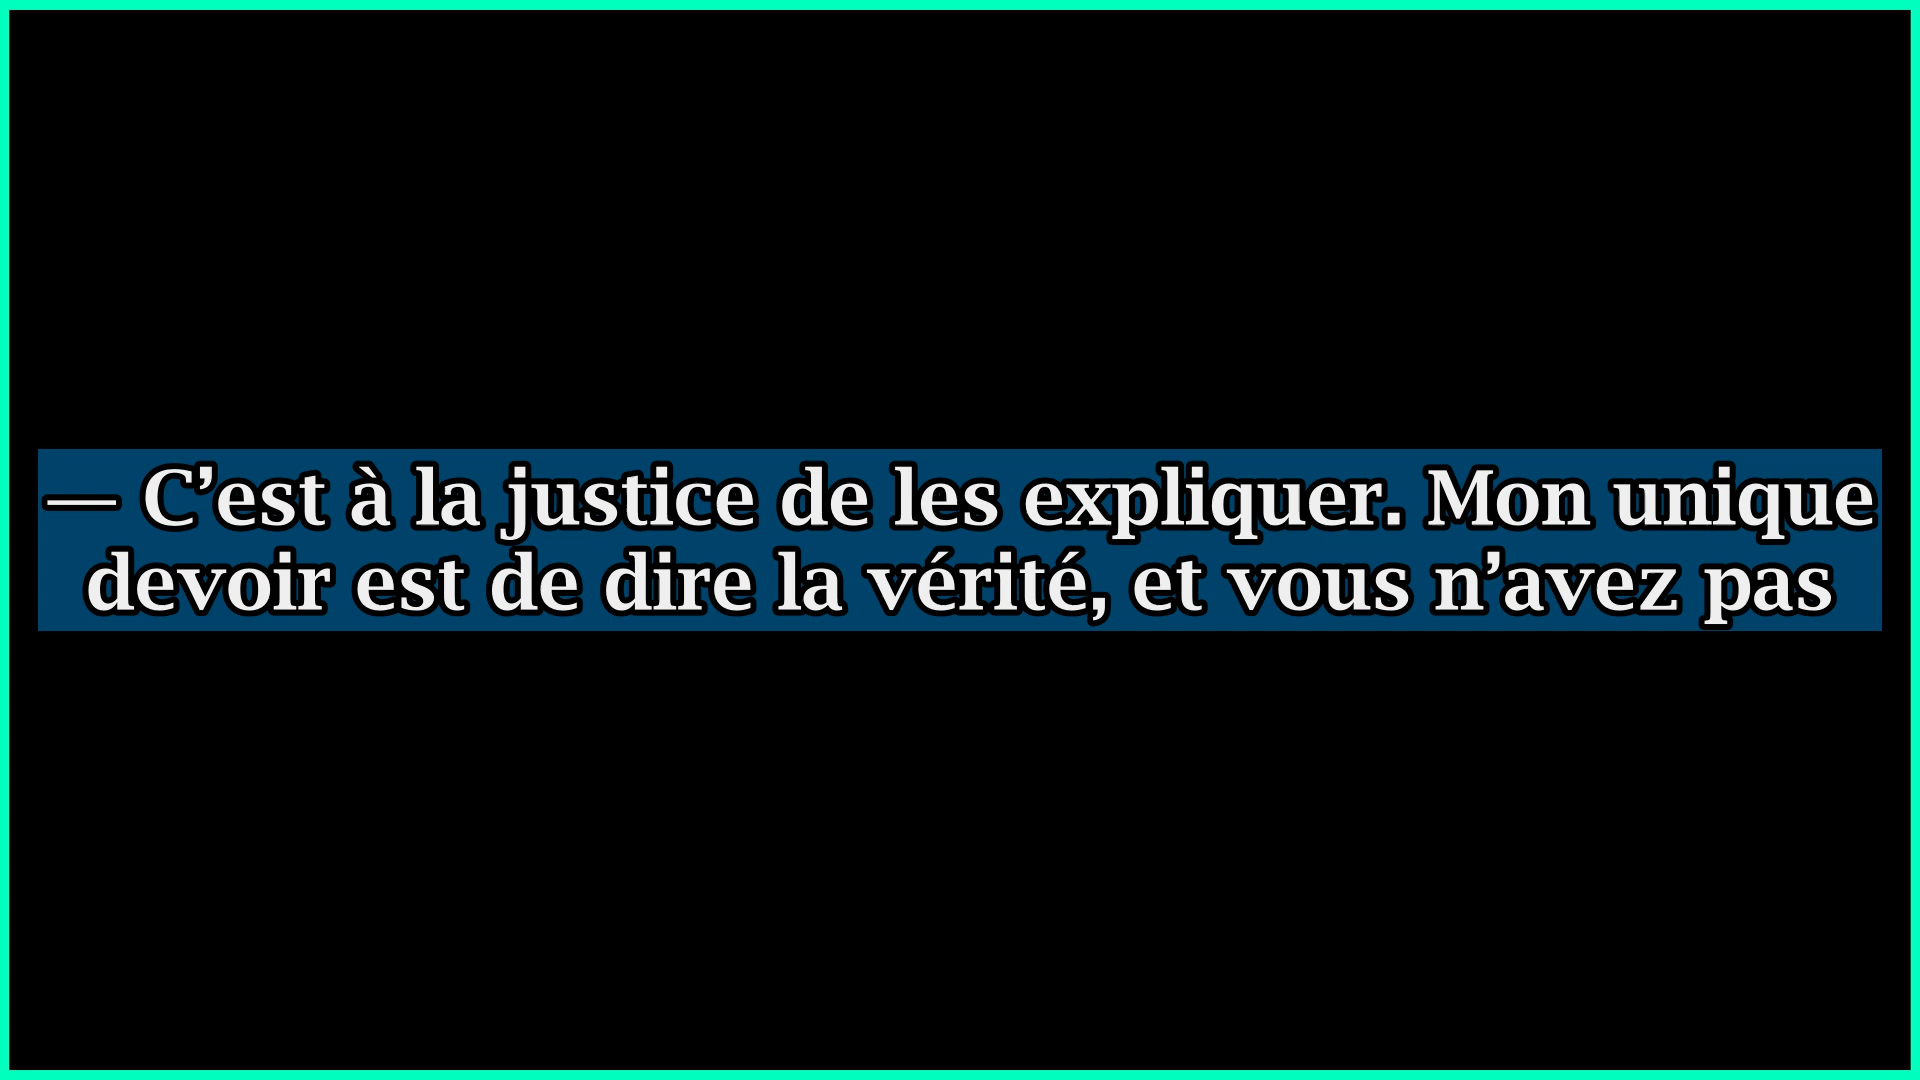 — C’est à la justice de les expliquer. Mon unique
devoir est de dire la vérité, et vous n’avez pas